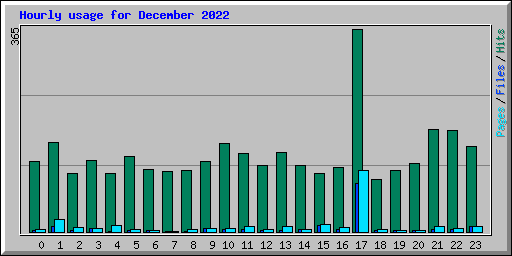 Hourly usage for December 2022
365
Pages / Files / Hits
0 1 2 3 4 5 6 7 8 9 10 11 12 13 14 15 16 17 18 19 20 21 22 23